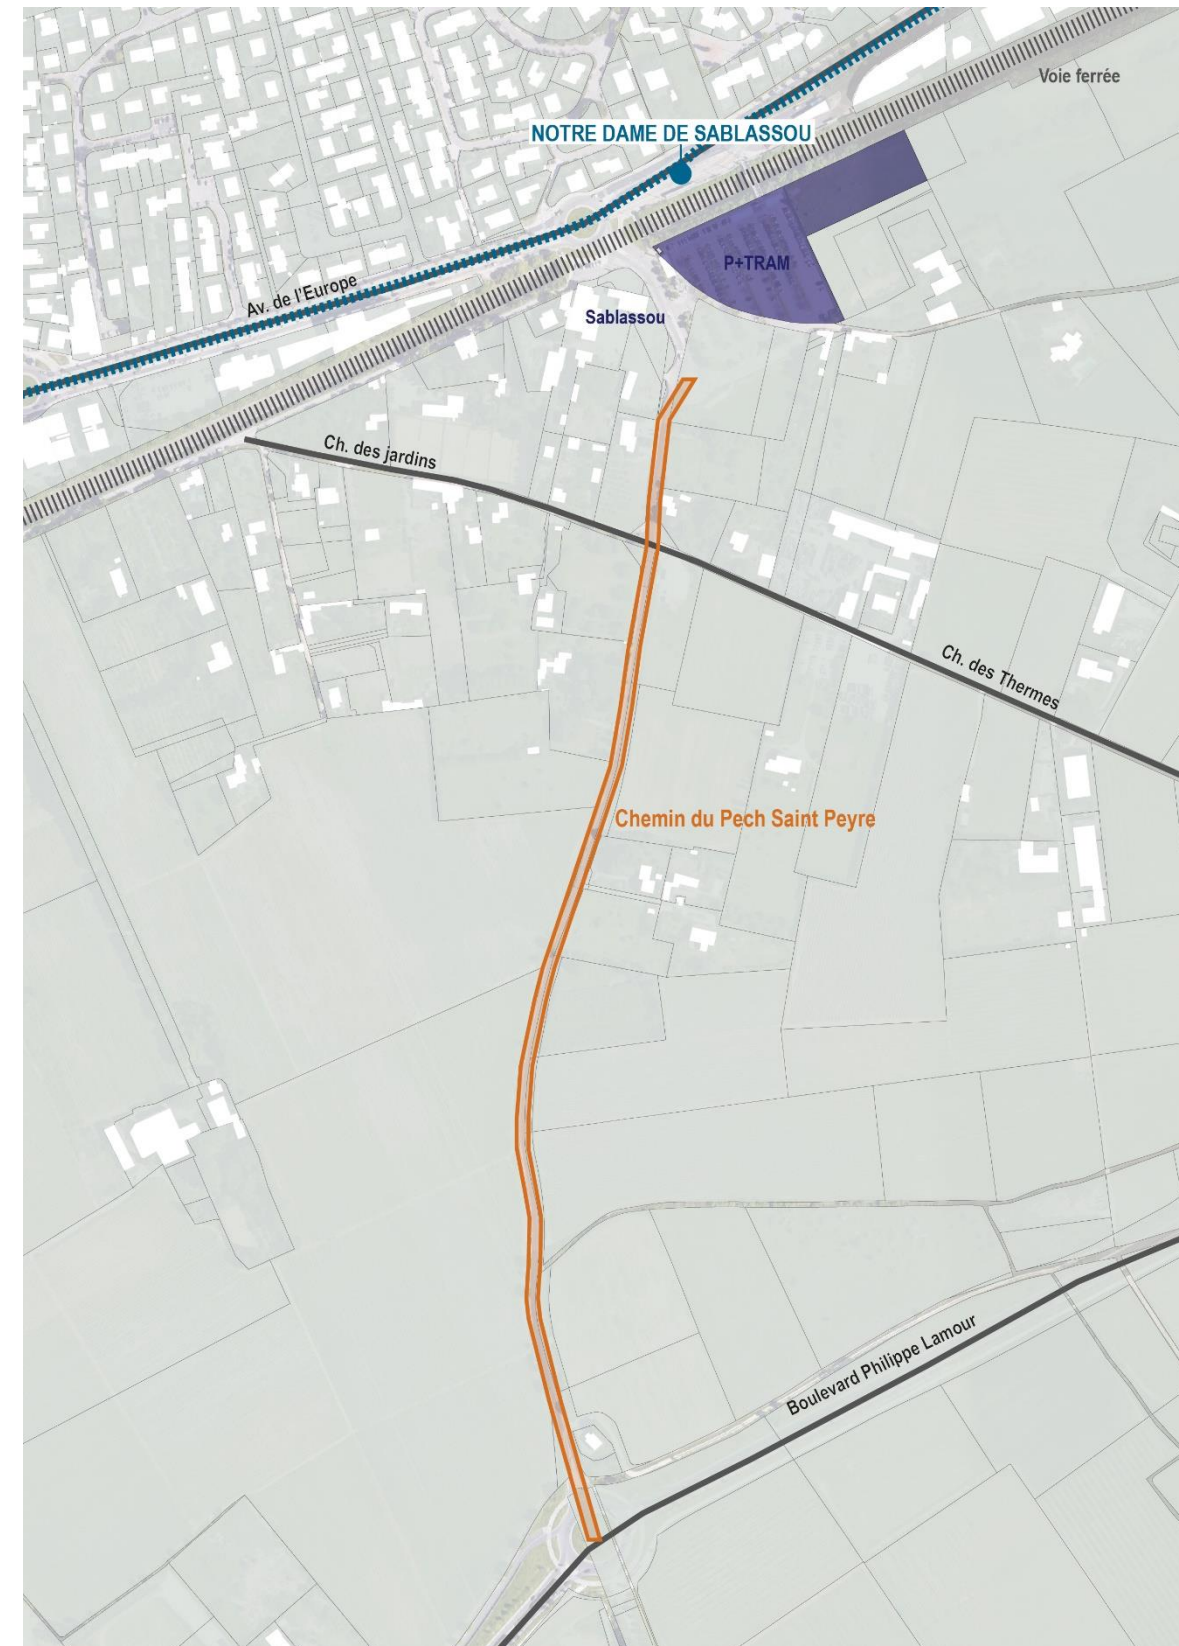 Voie ferrée
NOTRE DAME DE SABLASSOU
P+TRAM
Av. de l'Europe
Sablassou
Ch. des jardins
Ch. des Thermes
Chemin du Pech Saint Peyre
Boulevard Philippe Lamour